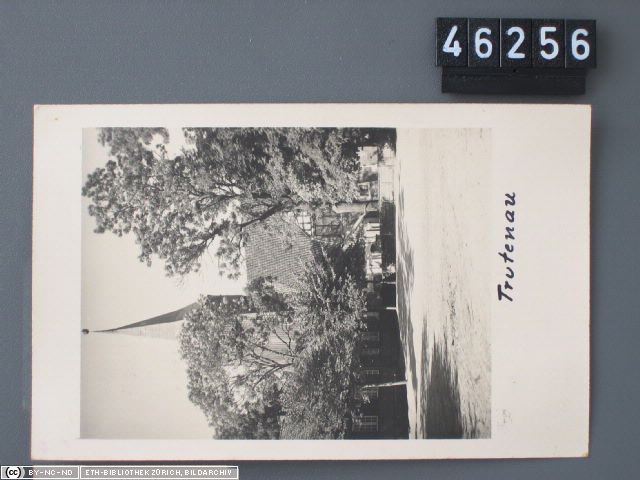 46256
Trutenau
cc BY-NC-ND ETH-BIBLIOTHEK ZÜRICH, BILDARCHIV